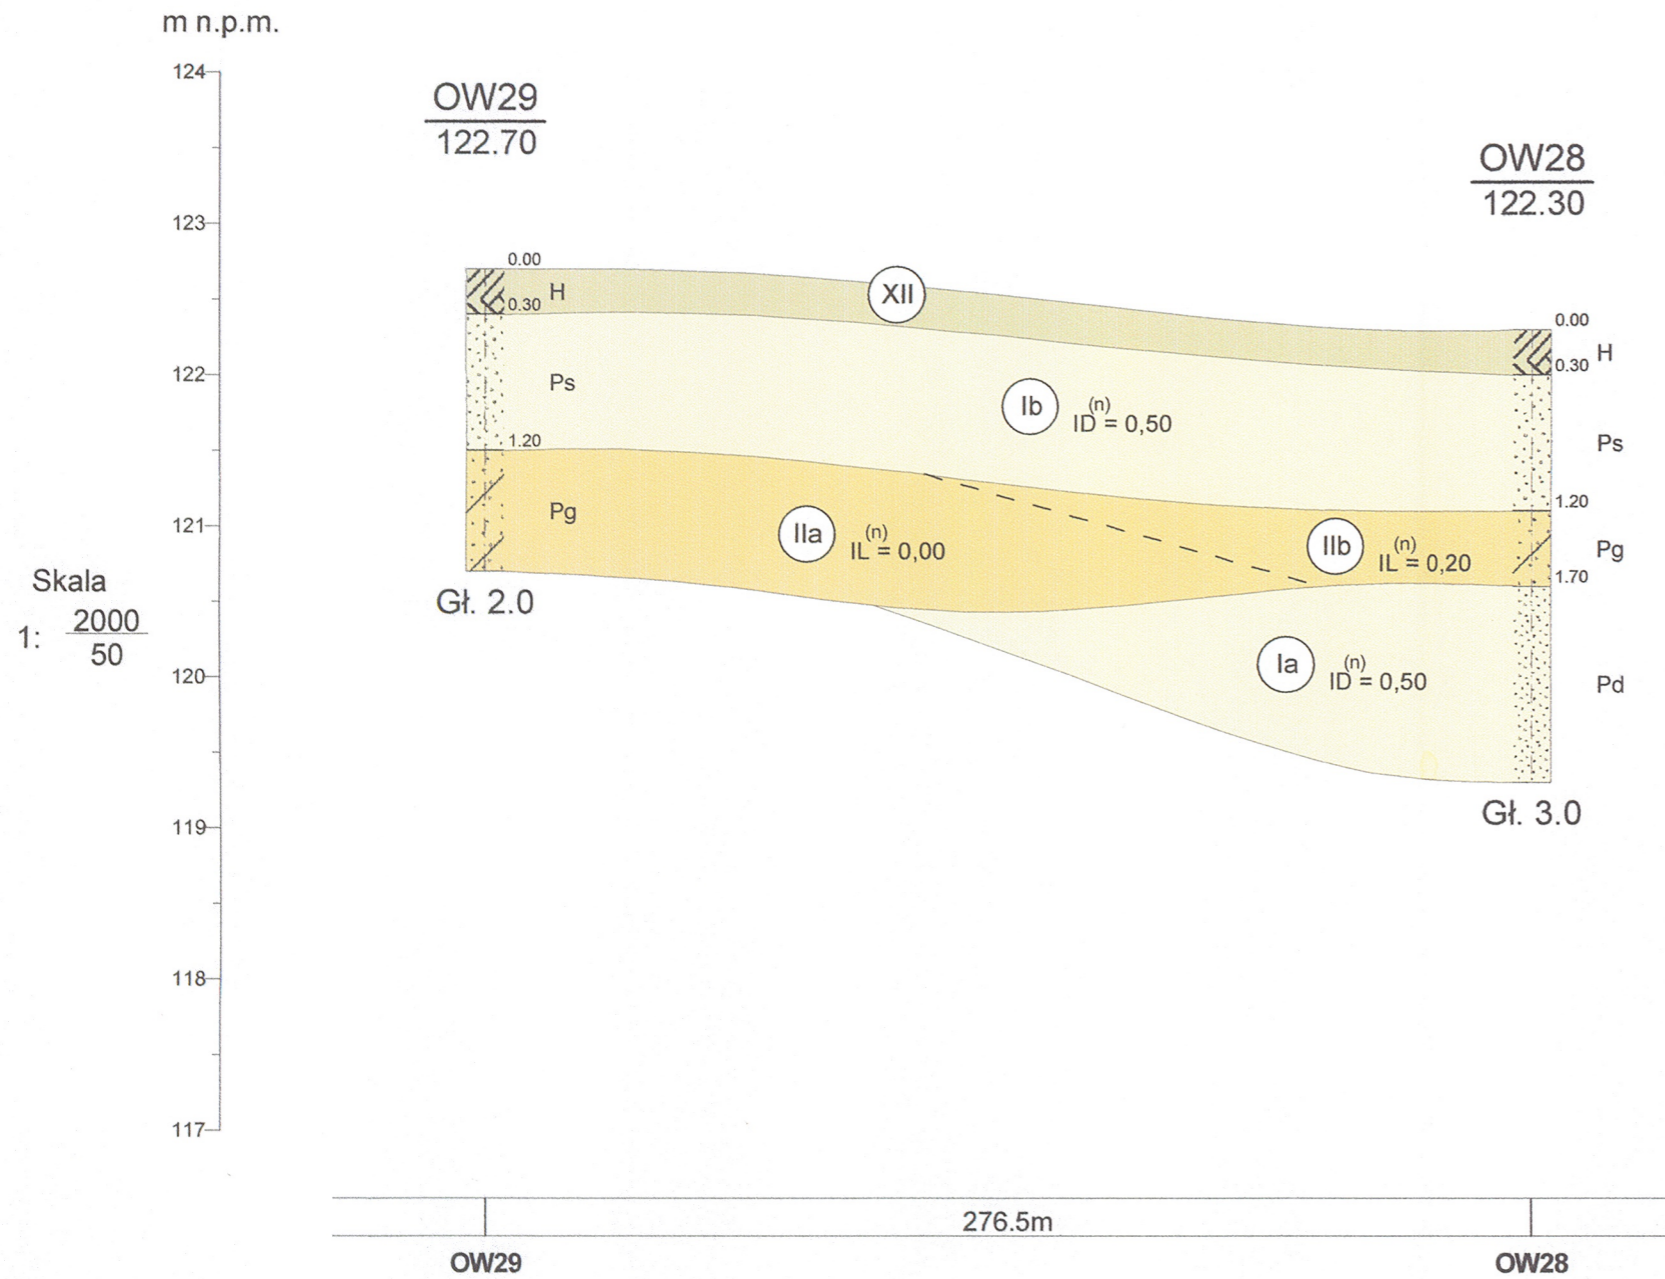 m n.p.m.
124
OW29
122.70
OW28
122.30
123
0.00
H
0.30
XII
0.00
H
0.30
122
Ps
Ib
(n)
ID = 0,50
Ps
1.20
1.20
121
Pg
IIa
(n)
IL = 0,00
IIb
(n)
IL = 0,20
Pg
1.70
Skala
1: 2000
50
Gł. 2.0
120
Ia
(n)
ID = 0,50
Pd
119
Gł. 3.0
118
117
276.5m
OW29
OW28